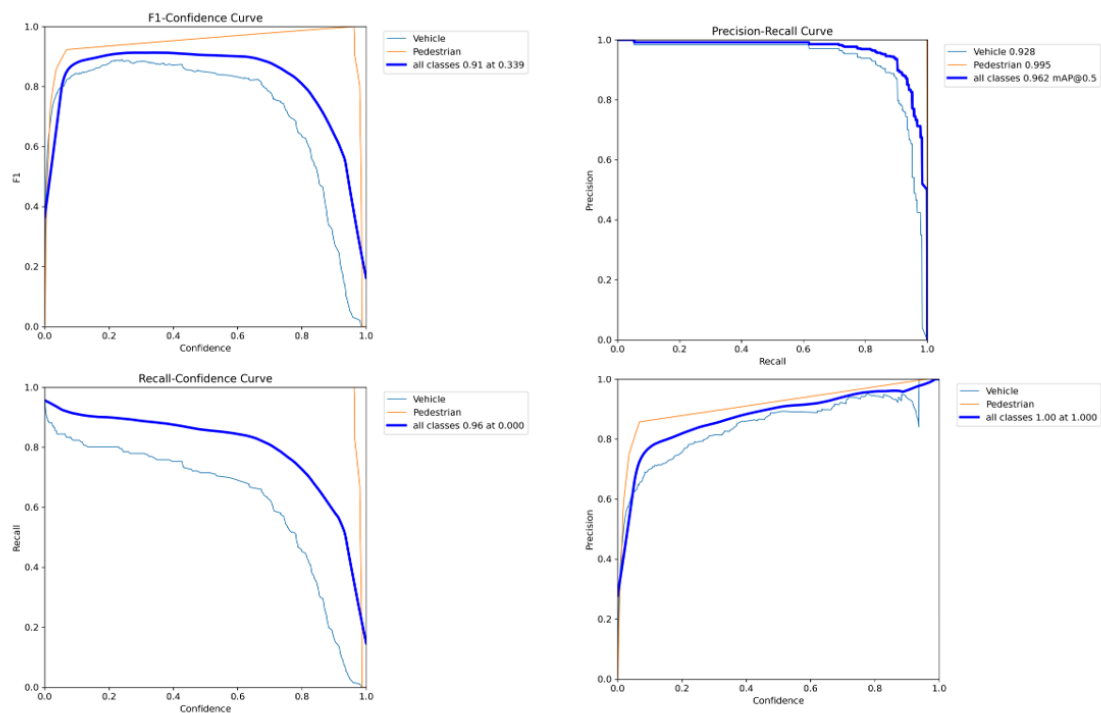 F1-Confidence Curve
1.0
0.8
0.6
0.4
0.2
0.0
F1
0.0 0.2 0.4 0.6 0.8 1.0
Confidence
Vehicle
Pedestrian
all classes 0.91 at 0.339
Precision-Recall Curve
1.0
0.8
0.6
0.4
0.2
0.0
Precision
0.0 0.2 0.4 0.6 0.8 1.0
Recall
Vehicle 0.928
Pedestrian 0.995
all classes 0.962 mAP@0.5
Recall-Confidence Curve
1.0
0.8
0.6
0.4
0.2
0.0
Recall
0.0 0.2 0.4 0.6 0.8 1.0
Confidence
Vehicle
Pedestrian
all classes 0.96 at 0.000
1.0
0.8
0.6
0.4
0.2
0.0
Precision
0.0 0.2 0.4 0.6 0.8 1.0
Confidence
Vehicle
Pedestrian
all classes 1.00 at 1.000